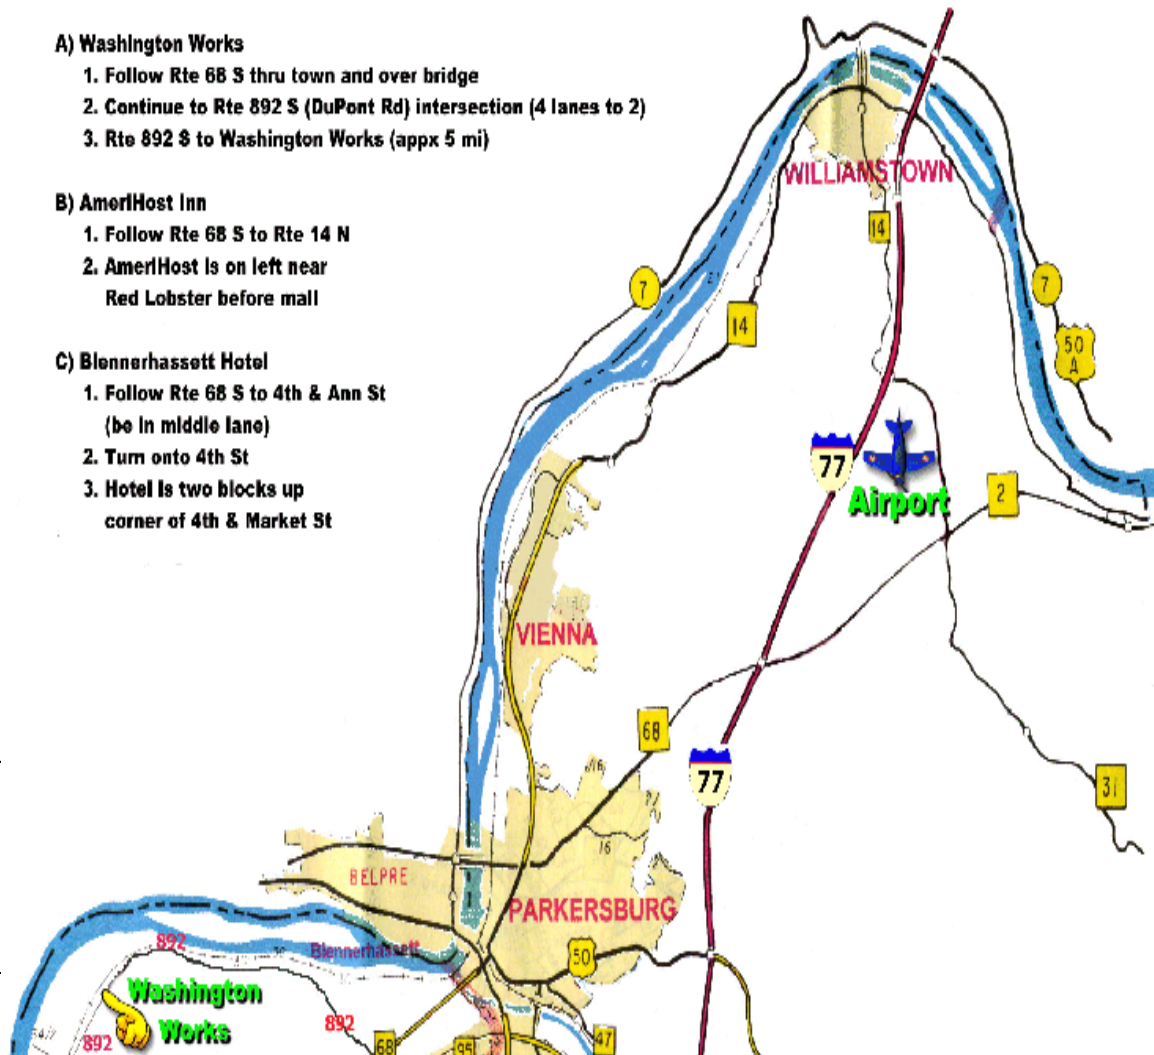 A) Washington Works
1. Follow Rte 68 S thru town and over bridge
2. Continue to Rte 892 S (DuPont Rd) intersection (4 lanes to 2)
3. Rte 892 S to Washington Works (appx 5 mi)
B) AmeriHost Inn
1. Follow Rte 68 S to Rte 14 N
2. AmeriHost is on left near
Red Lobster before mall
C) Blennerhassett Hotel
1. Follow Rte 68 S to 4th & Ann St
(be in middle lane)
2. Turn onto 4th St
3. Hotel is two blocks up
corner of 4th & Market St
WILLIAMSTOWN
14
7
7
14
50
A
77
Airport
2
VIENNA
68
77
31
16
16
BELPRE
PARKERSBURG
50
892
Blennerhassett
Washington
Works
892
892
68
95
47